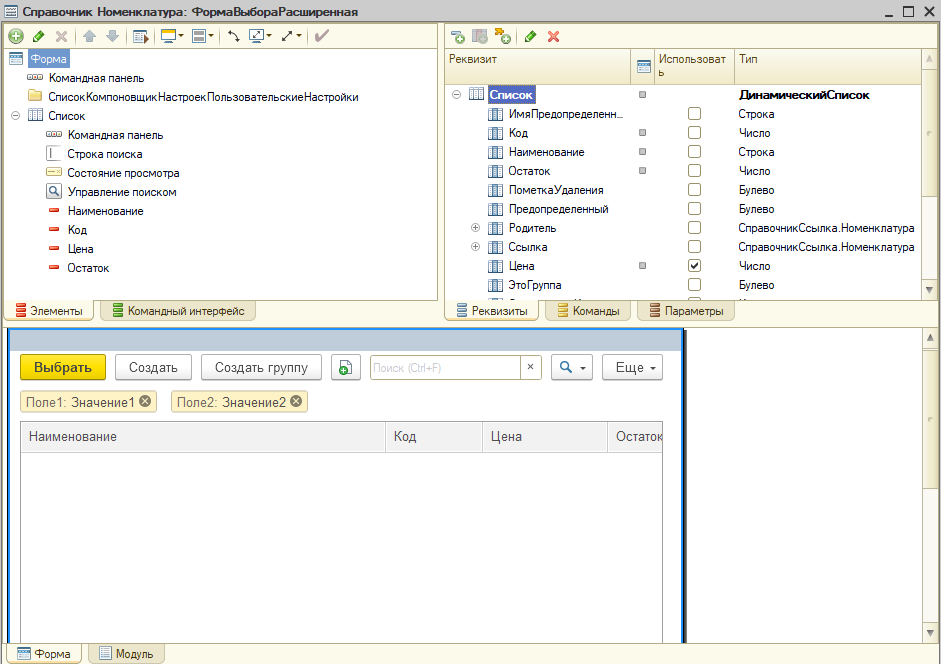 Справочник Номенклатура: ФормаВыбораРасширенная
Форма
Командная панель
СписокКомпоновщикНастроекПользовательскиеНастройки
Список
Командная панель
Строка поиска
Состояние просмотра
Управление поиском
Наименование
Код
Цена
Остаток
Элементы
Командный интерфейс
Реквизит
Использоват
ь
Тип
Список
ДинамическийСписок
ИмяПредопределенн...
Строка
Код
Число
Наименование
Строка
Остаток
Число
ПометкаУдаления
Булево
Предопределенный
Булево
Родитель
СправочникСсылка.Номенклатура
Ссылка
СправочникСсылка.Номенклатура
Цена
Число
ЭтоГруппа
Булево
Реквизиты
Команды
Параметры
Выбрать
Создать
Создать группу
Поиск (Ctrl+F)
×
Еще
Поле1: Значение1
Поле2: Значение2
Наименование
Код
Цена
Остаток
Форма
Модуль